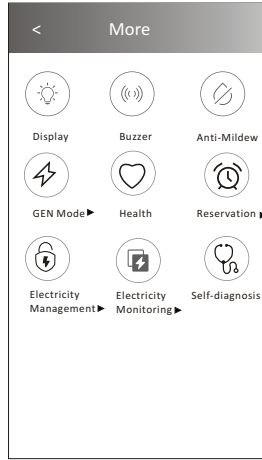 < More
Display Buzzer Anti-Mildew
GEN Mode▶ Health Reservation
Electricity Electricity Self-diagnosis
Management▶ Monitoring▶